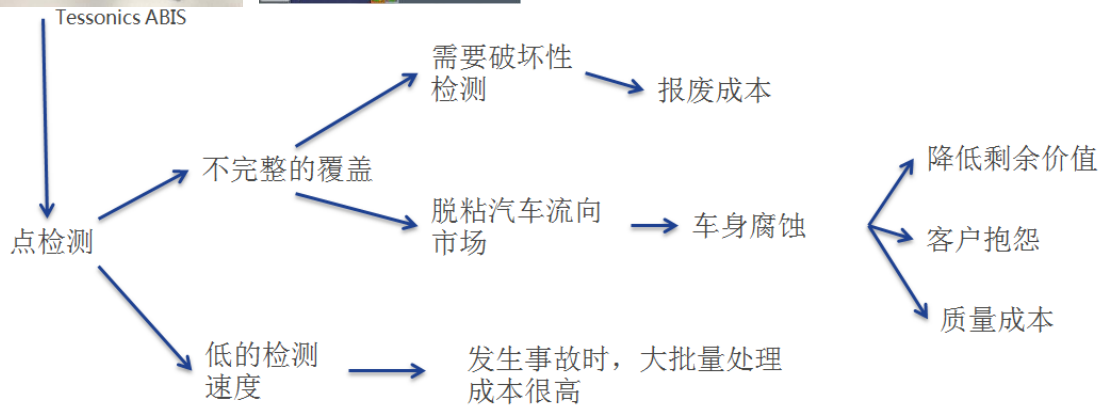 Tessonics ABIS
需要破坏性
检测
报废成本
不完整的覆盖
降低剩余价值
脱粘汽车流向
市场
车身腐蚀
点检测
客户抱怨
质量成本
低的检测
速度
发生事故时，大批量处理
成本很高